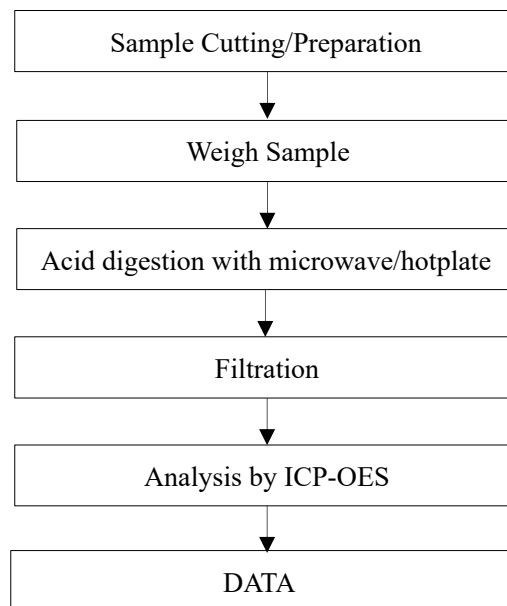 Sample Cutting/Preparation
Weigh Sample
Acid digestion with microwave/hotplate
Filtration
Analysis by ICP-OES
DATA